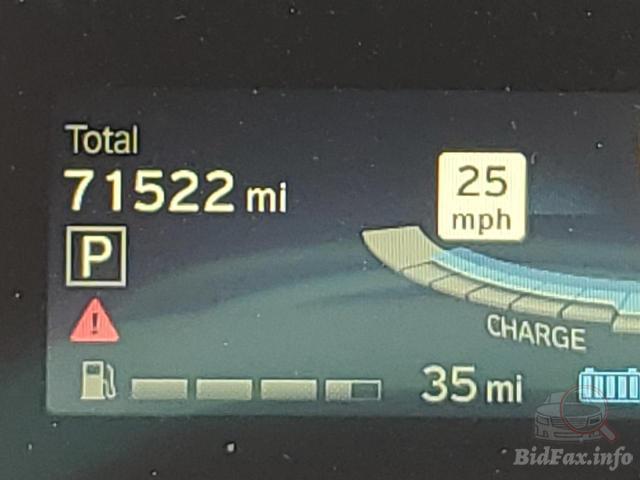 Total
71522 mi
25
mph
P
CHARGE
35 mi
BidFax.info